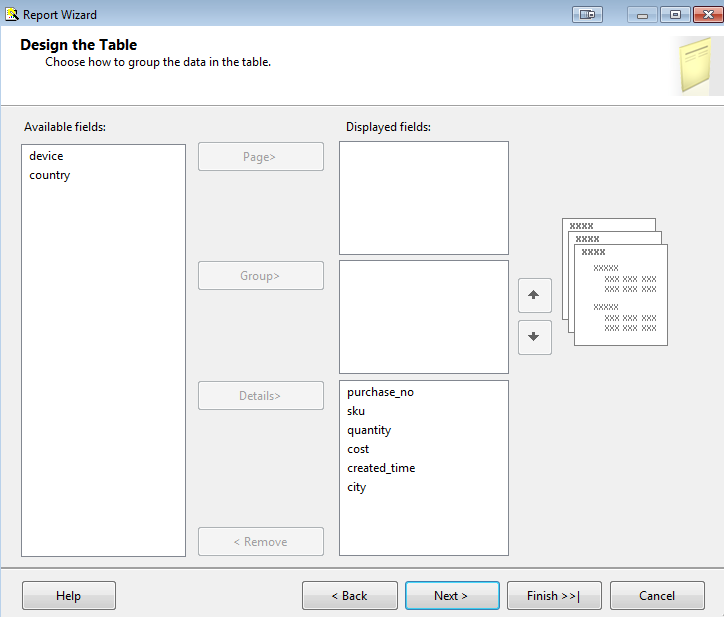 Report Wizard
Design the Table
Choose how to group the data in the table.
Available fields:
device
country
Page>
Group>
Details>
< Remove
Displayed fields:
purchase_no
sku
quantity
cost
created_time
city
xxxx
xxxx
xxxx
xxxxx
xxx xxx xxx
xxx xxx xxx
xxxxx
xxx xxx xxx
xxx xxx xxx
Help
< Back
Next >
Finish >>|
Cancel